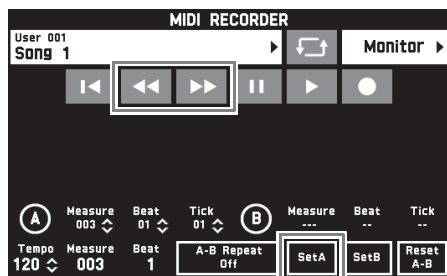 MIDI RECORDER
User 001
Song 1
Monitor
A Measure Beat Tick B Measure Beat Tick
003 01 01 --- -- --
Tempo Measure Beat A-B Repeat SetA SetB Reset
120 003 1 Off A-B